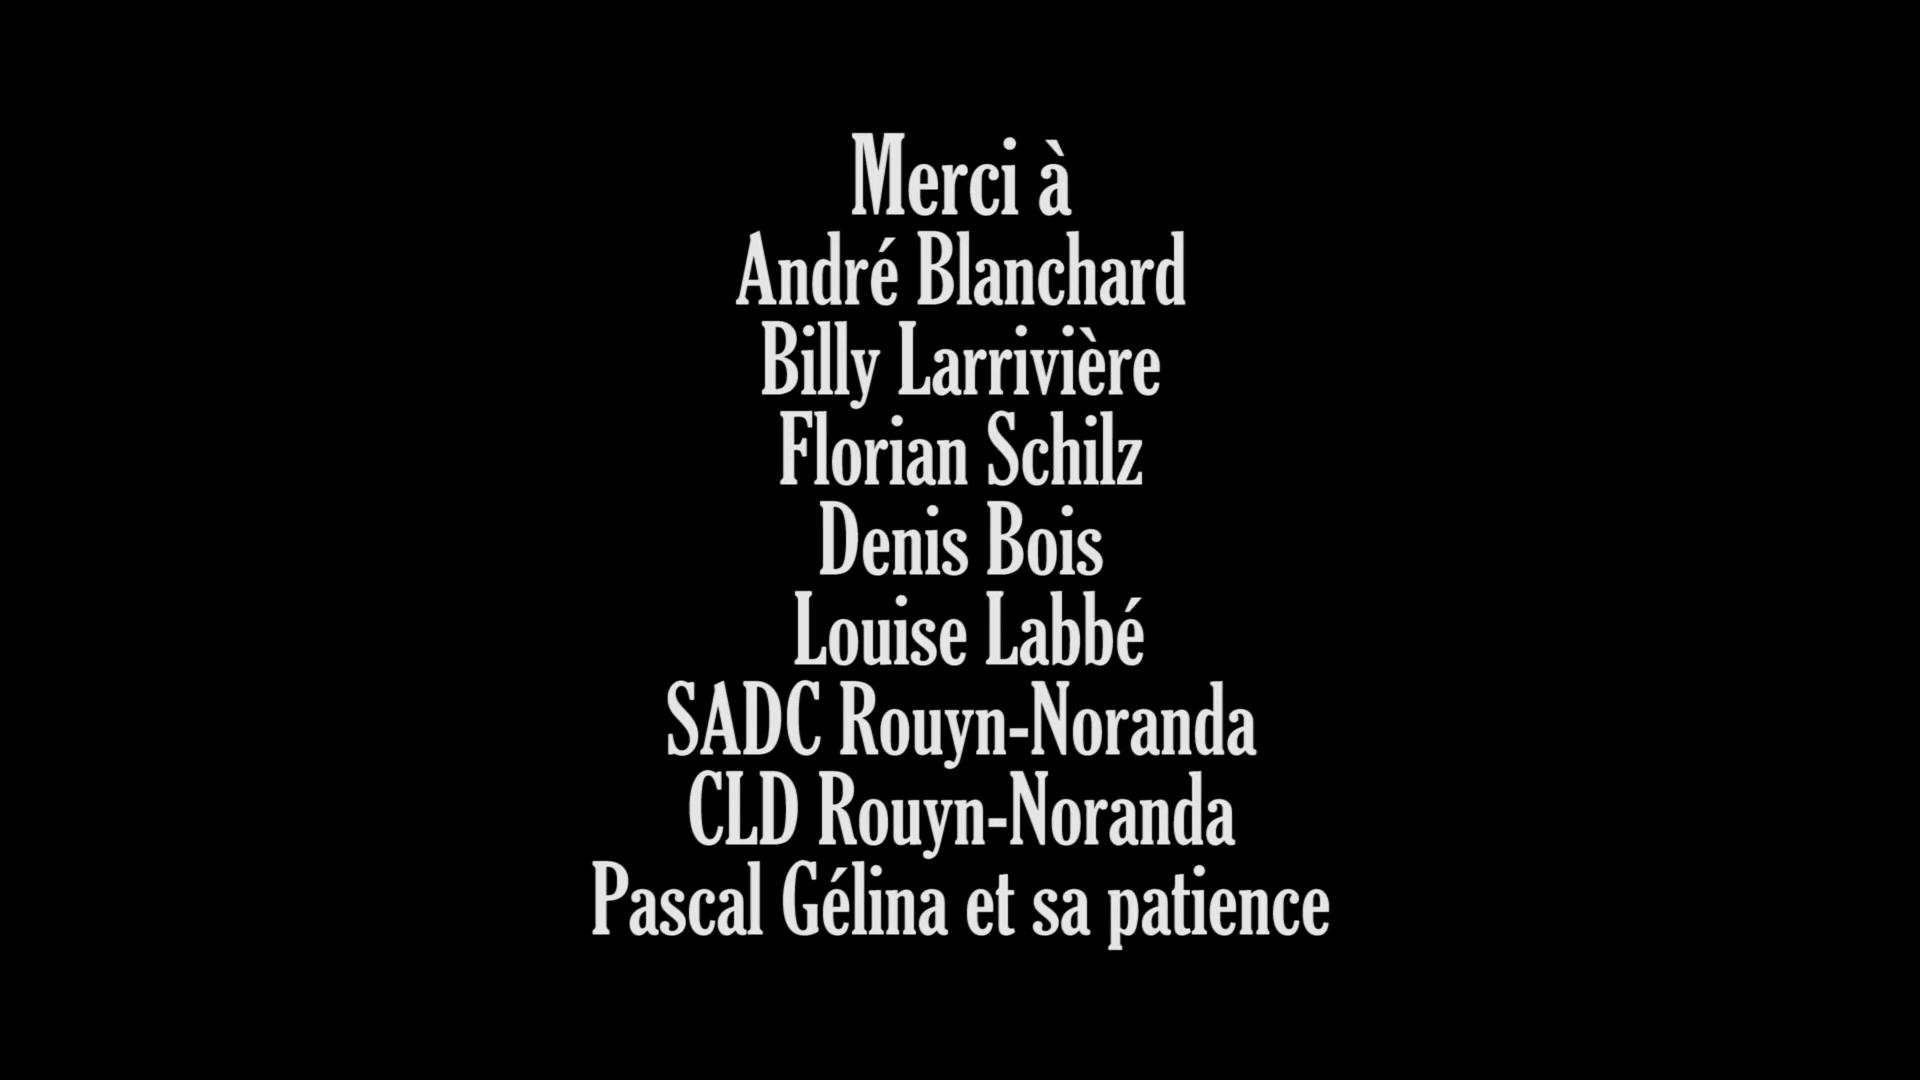 Merci à
André Blanchard
Billy Larrivière
Florian Schilz
Denis Bois
Louise Labbé
SADC Rouyn-Noranda
CLD Rouyn-Noranda
Pascal Gélina et sa patience